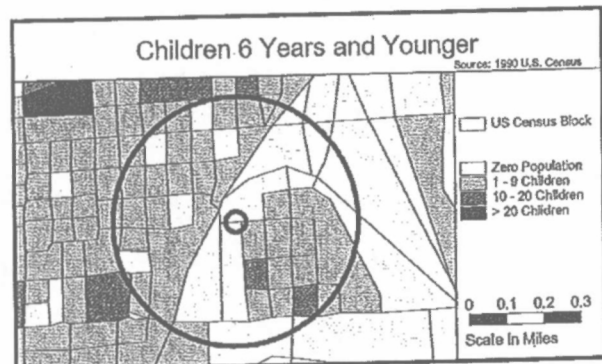 Children 6 Years and Younger
Source: 1990 U.S. Census
US Census Block
Zero Population
1 - 9 Children
10 - 20 Children
> 20 Children
0 0.1 0.2 0.3
Scale In Miles